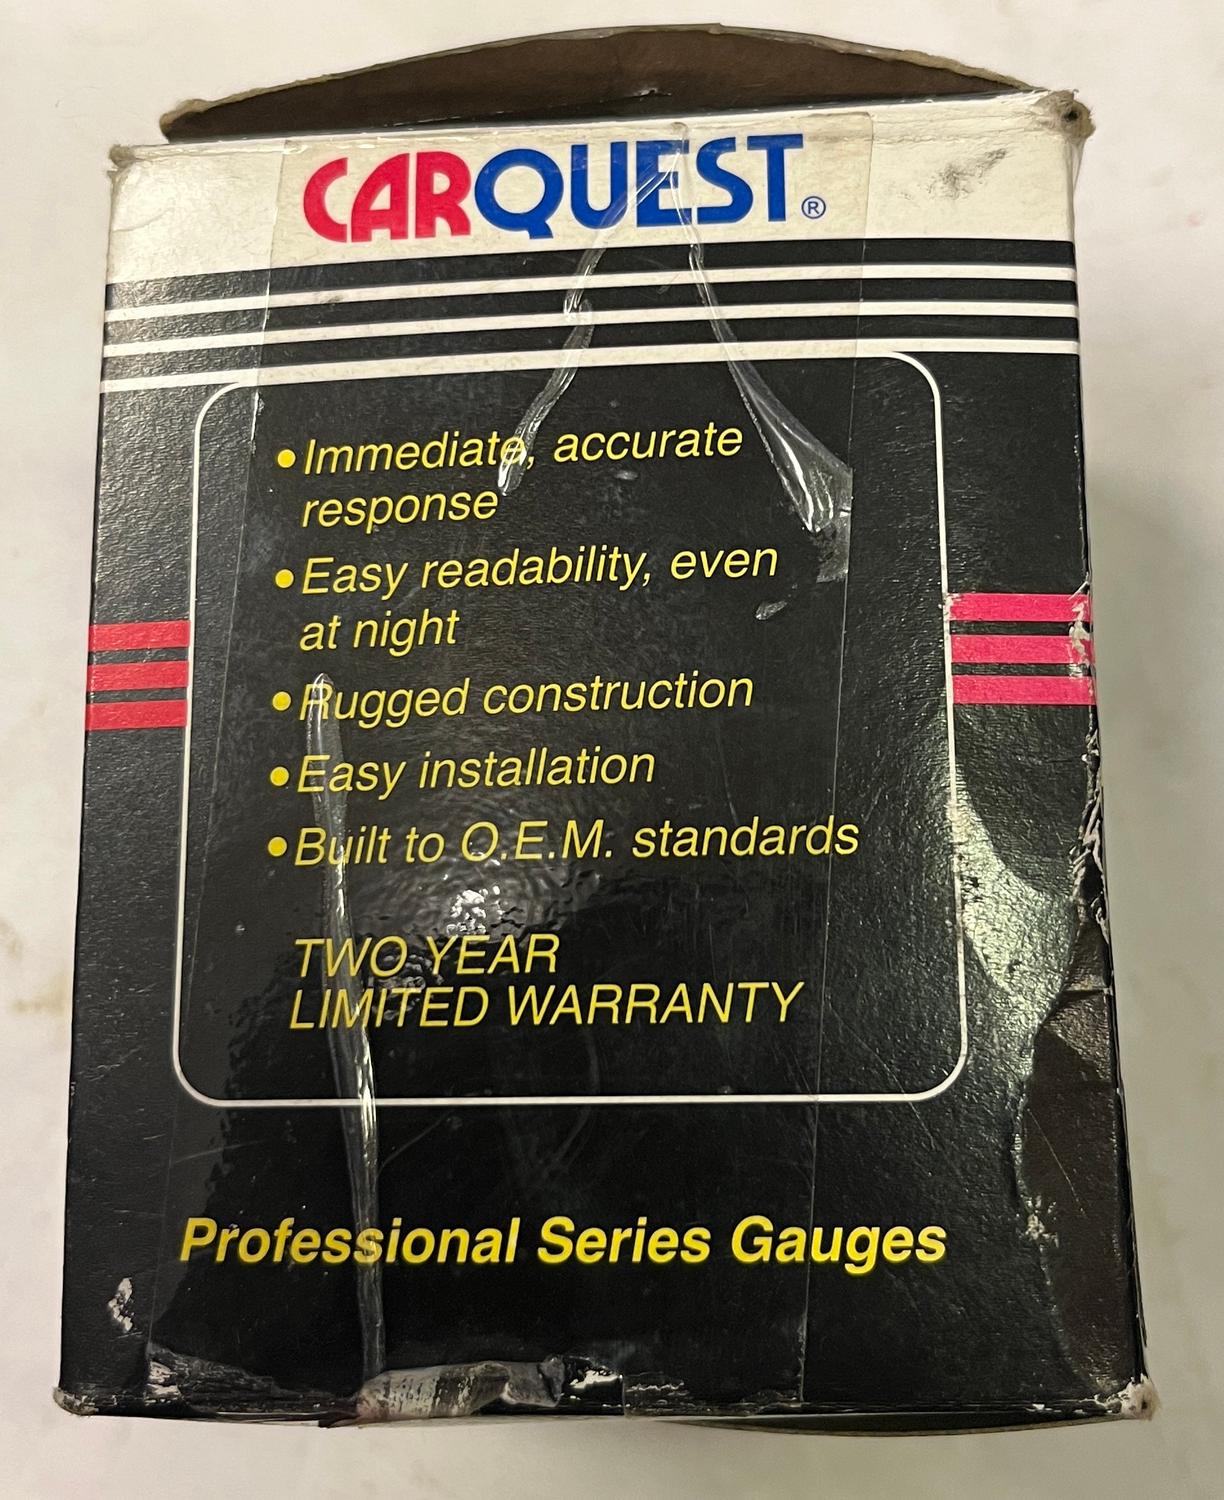 CARQUEST®
• Immediate, accurate
response
• Easy readability, even
at night
• Rugged construction
• Easy installation
• Built to O.E.M. standards
TWO YEAR
LIMITED WARRANTY
Professional Series Gauges